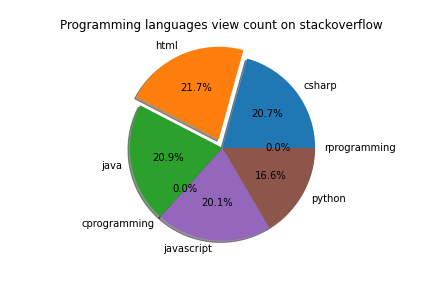 Programming languages view count on stackoverflow
html
csharp
21.7%
20.7%
0.0%
rprogramming
20.9%
java
16.6%
0.0%
python
20.1%
cprogramming
javascript